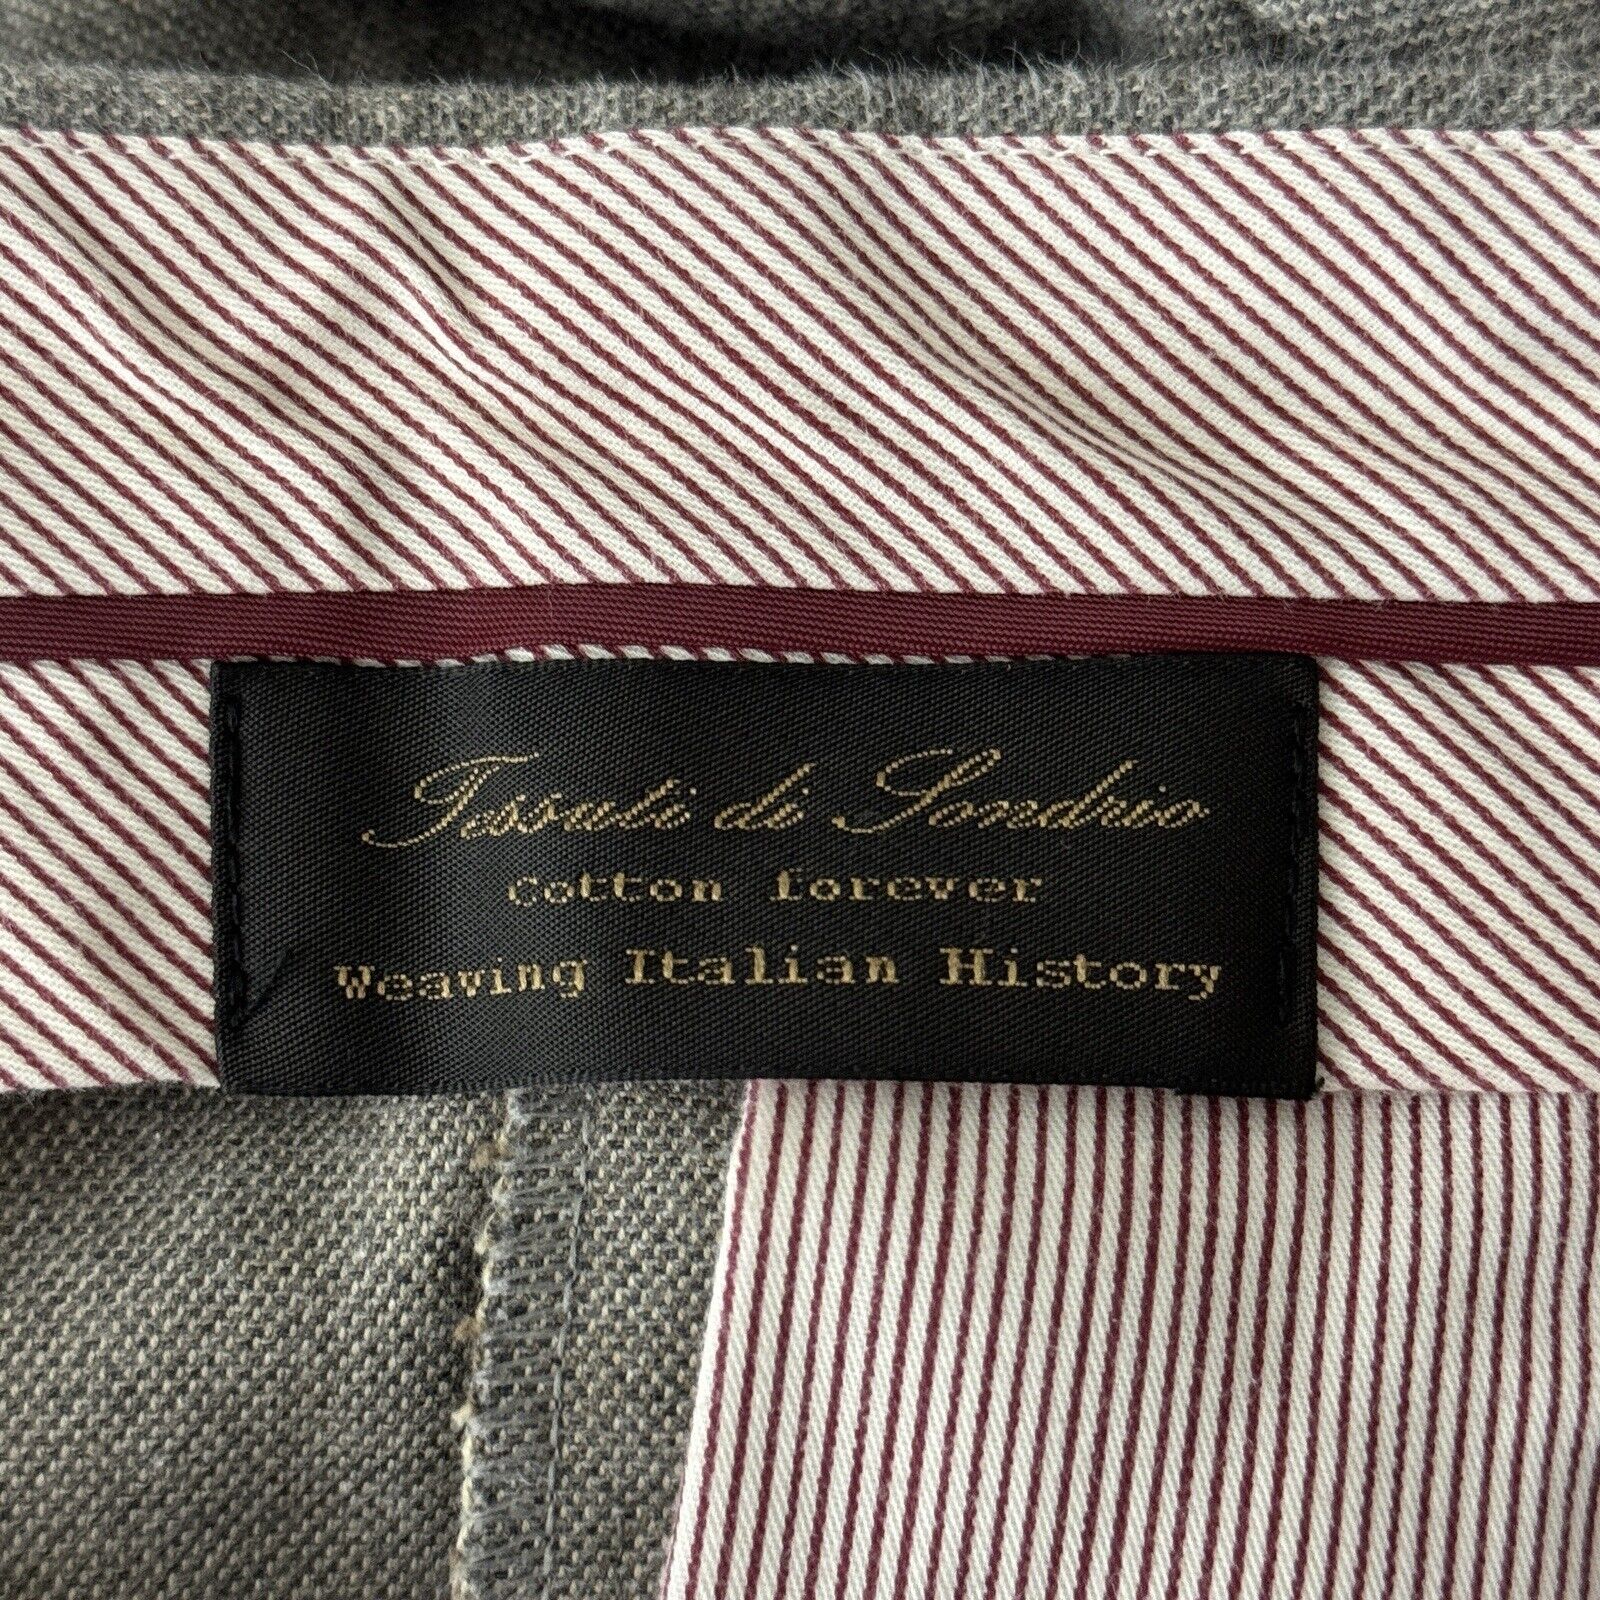 Tessuti di Sondrio
Cotton forever
Weaving Italian History